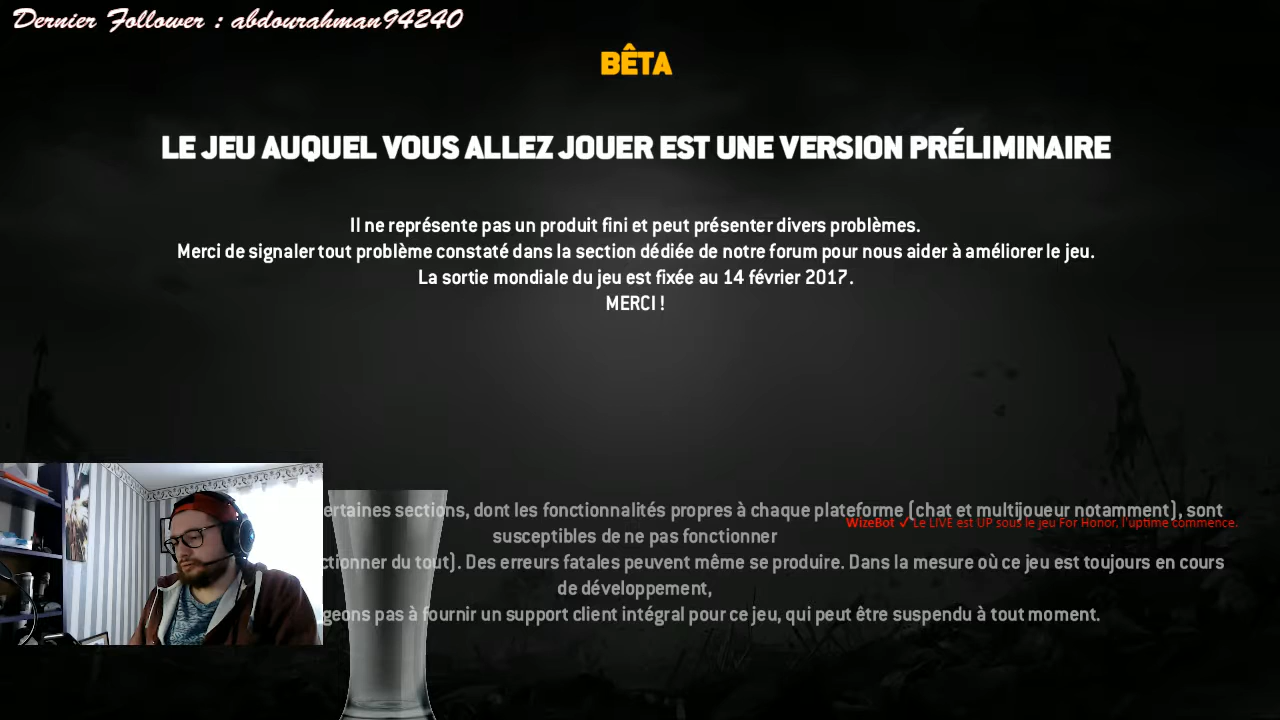 Dernier Follower : abdourahman94240
BÊTA
LE JEU AUQUEL VOUS ALLEZ JOUER EST UNE VERSION PRÉLIMINAIRE
Il ne représente pas un produit fini et peut présenter divers problèmes.
Merci de signaler tout problème constaté dans la section dédiée de notre forum pour nous aider à améliorer le jeu.
La sortie mondiale du jeu est fixée au 14 février 2017.
MERCI !
sections, dont les fonctionnalités propres à chaque plateforme (chat et multijoueur notamment), sont
WizeBot ✓ Le LIVE est UP sous le jeu For Honor, l'uptime commence.
susceptibles de ne pas fonctionner
du tout). Des erreurs fatales peuvent même se produire. Dans la mesure où ce jeu est toujours en cours
de développement,
pas à fournir un support client intégral pour ce jeu, qui peut être suspendu à tout moment.